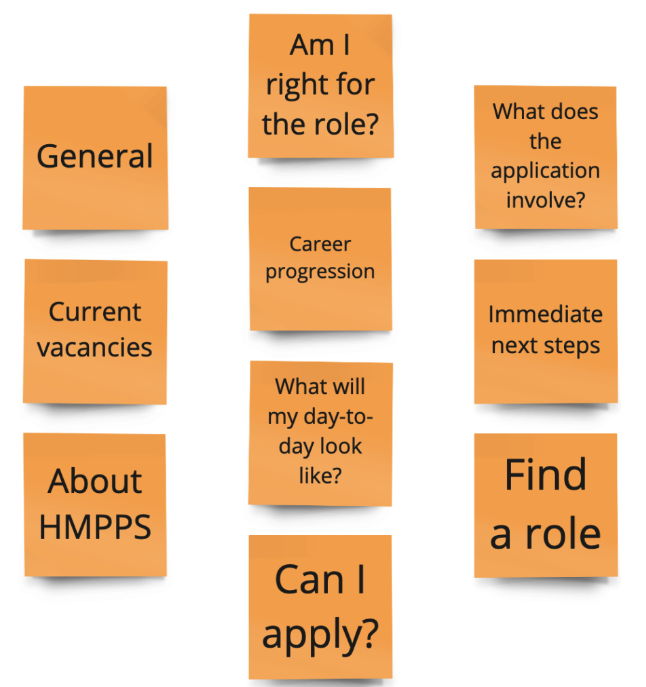 General
Current
vacancies
About
HMPPS
Am I
right for
the role?
Career
progression
What will
my day-to-
day look
like?
Can I
apply?
What does
the
application
involve?
Immediate
next steps
Find
a role